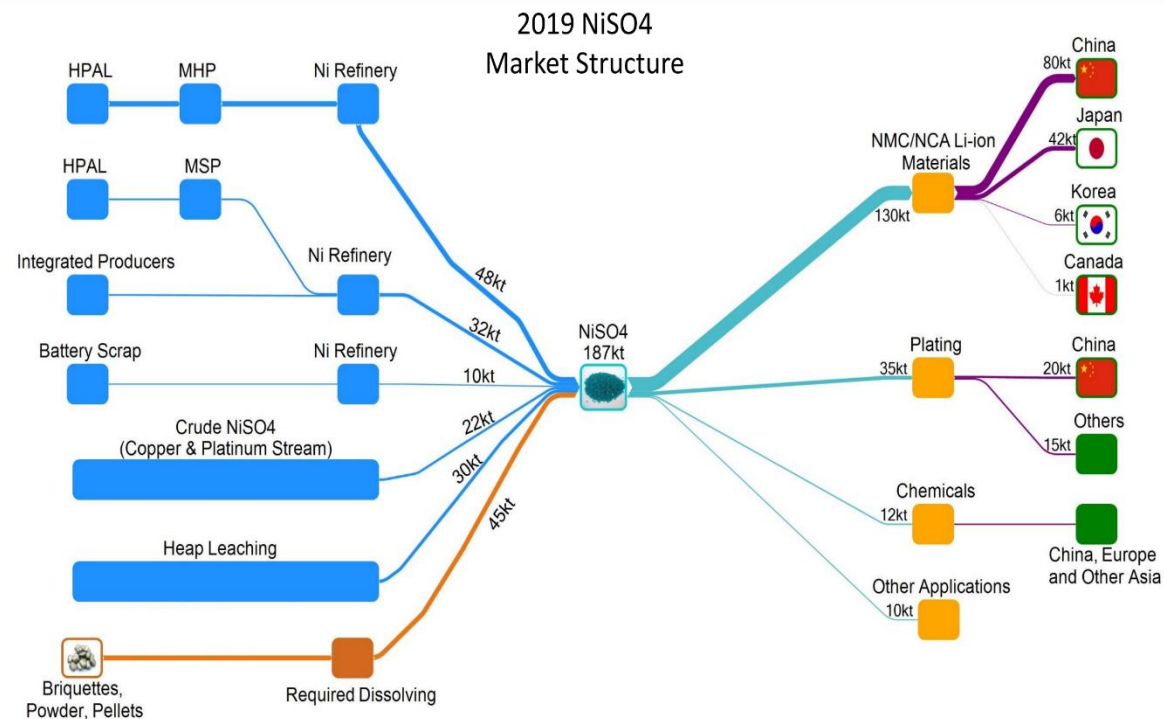 2019 NiSO4
Market Structure
HPAL
MHP
Ni Refinery
HPAL
MSP
Integrated Producers
Ni Refinery
Battery Scrap
Ni Refinery
Crude NiSO4
(Copper & Platinum Stream)
Heap Leaching
Briquettes,
Powder, Pellets
Required Dissolving
48kt
32kt
10kt
22kt
30kt
45kt
NiSO4
187kt
NMC/NCA Li-ion
Materials
130kt
China
80kt
Japan
42kt
Korea
6kt
Canada
1kt
Plating
35kt
China
20kt
Others
15kt
Chemicals
12kt
China, Europe
and Other Asia
Other Applications
10kt